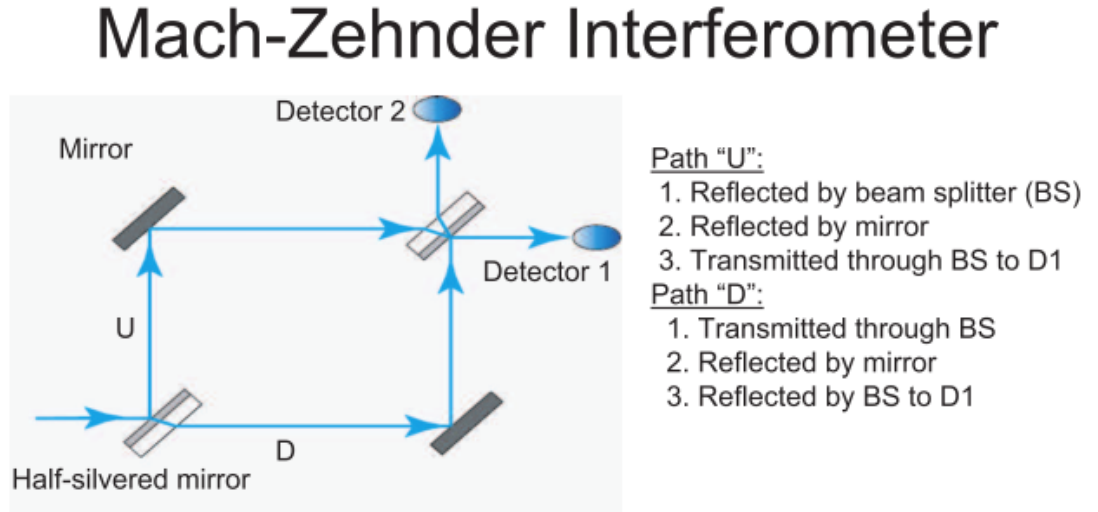 Mach-Zehnder Interferometer
Detector 2
Mirror
Detector 1
U
D
Half-silvered mirror
Path “U”:
1. Reflected by beam splitter (BS)
2. Reflected by mirror
3. Transmitted through BS to D1
Path “D”:
1. Transmitted through BS
2. Reflected by mirror
3. Reflected by BS to D1